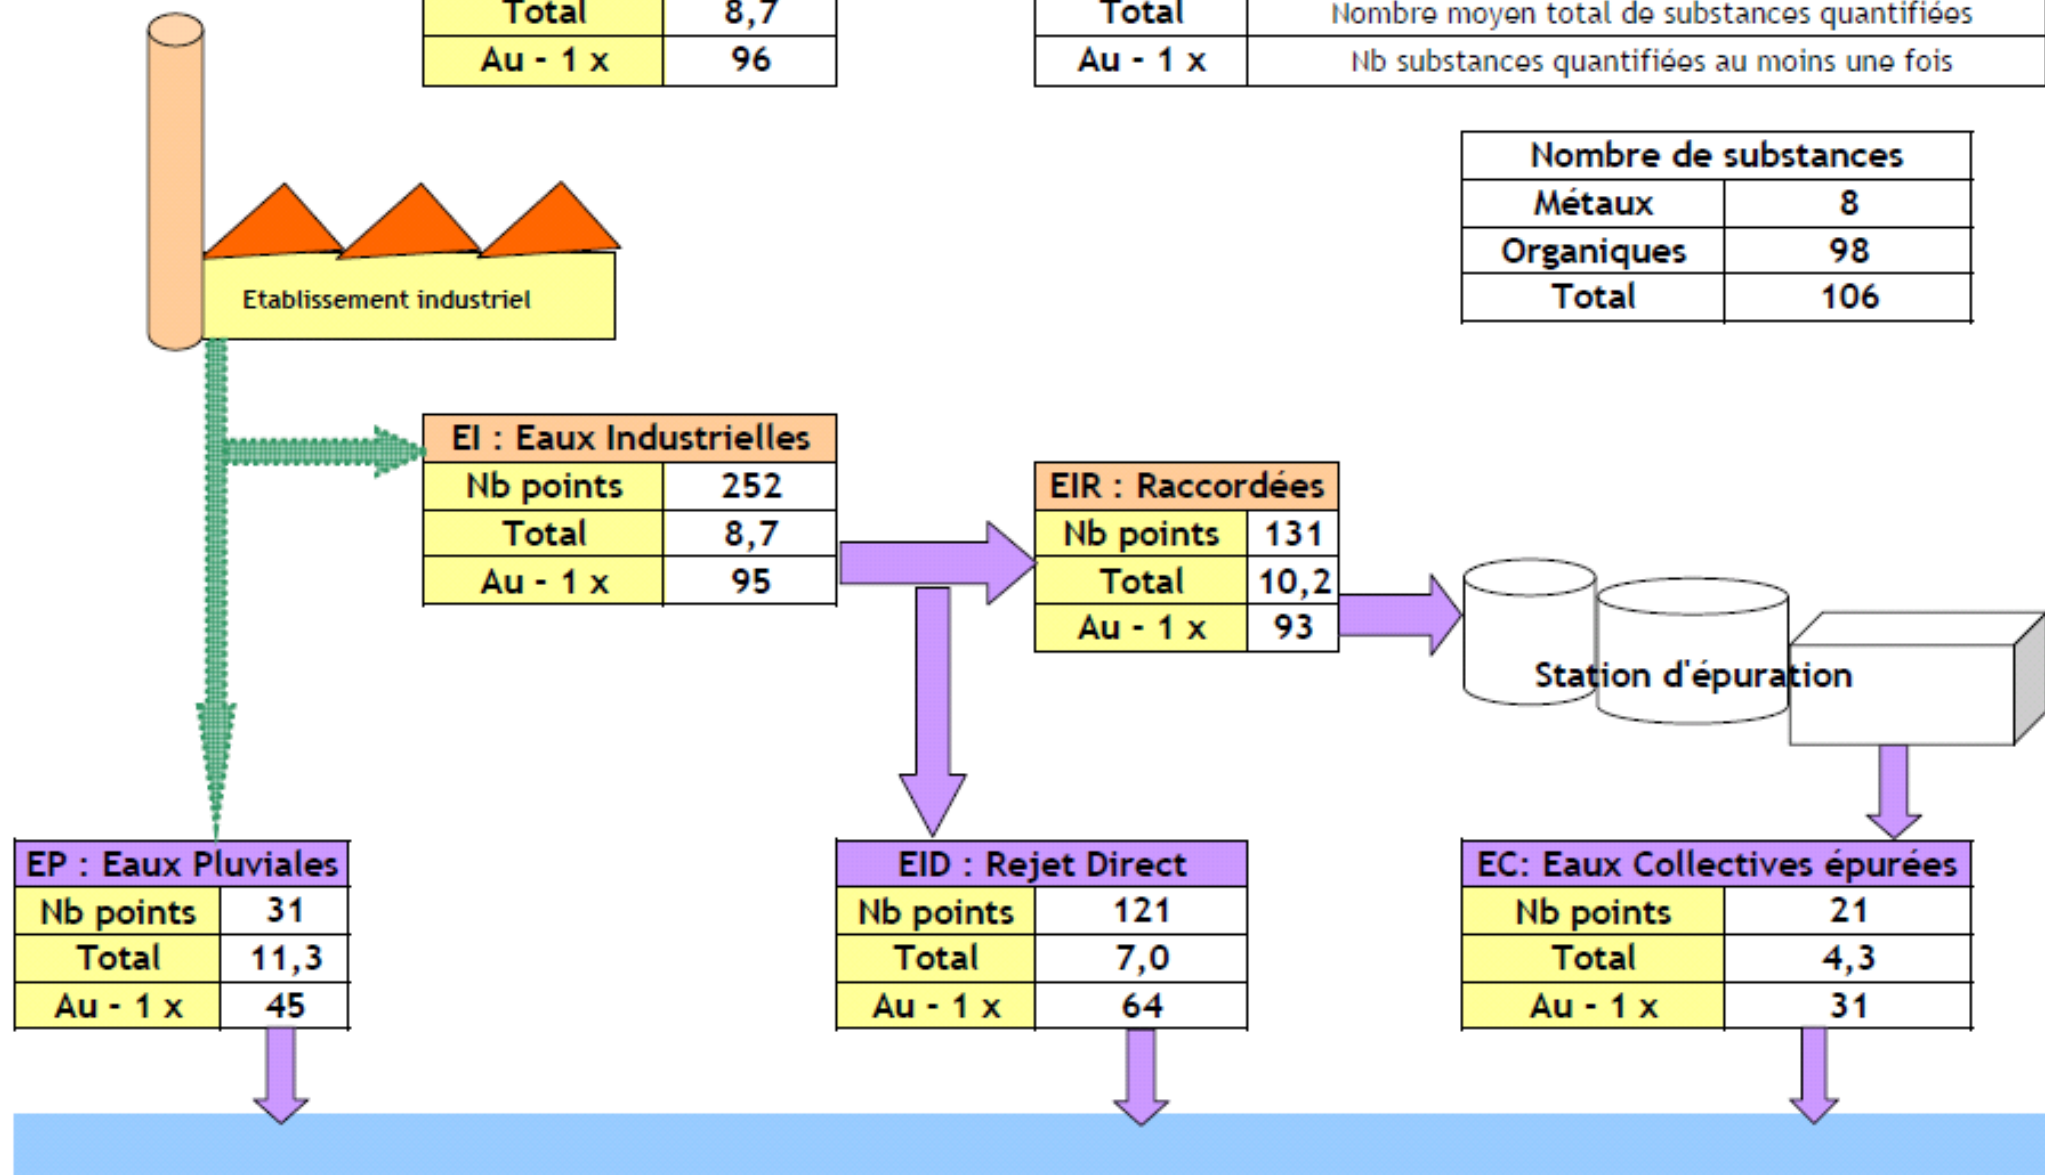 Total 8,7
Au - 1 x 96
Total Nombre moyen total de substances quantifiées
Au - 1 x Nb substances quantifiées au moins une fois
Nombre de substances
Métaux 8
Organiques 98
Total 106
Etablissement industriel
EI : Eaux Industrielles
Nb points 252
Total 8,7
Au - 1 x 95
EIR : Raccordées
Nb points 131
Total 10,2
Au - 1 x 93
Station d'épuration
EP : Eaux Pluviales
Nb points 31
Total 11,3
Au - 1 x 45
EID : Rejet Direct
Nb points 121
Total 7,0
Au - 1 x 64
EC: Eaux Collectives épurées
Nb points 21
Total 4,3
Au - 1 x 31